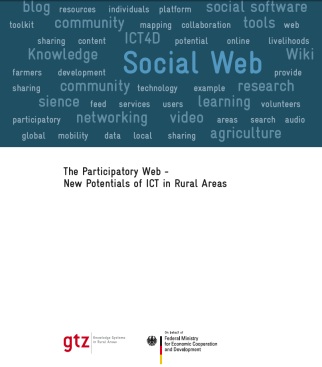 blog resources individuals platform social software
toolkit community mapping collaboration tools web
sharing content ICT4D potential online livelihoods
Knowledge Social Web Wiki
farmers development provide
sharing community technology example research
sience feed services users learning volunteers
participatory networking video areas search audio
global mobility data local sharing agriculture
The Participatory Web –
New Potentials of ICT in Rural Areas
gtz
Knowledge Systems
in Rural Areas
On behalf of
Federal Ministry
for Economic Cooperation
and Development